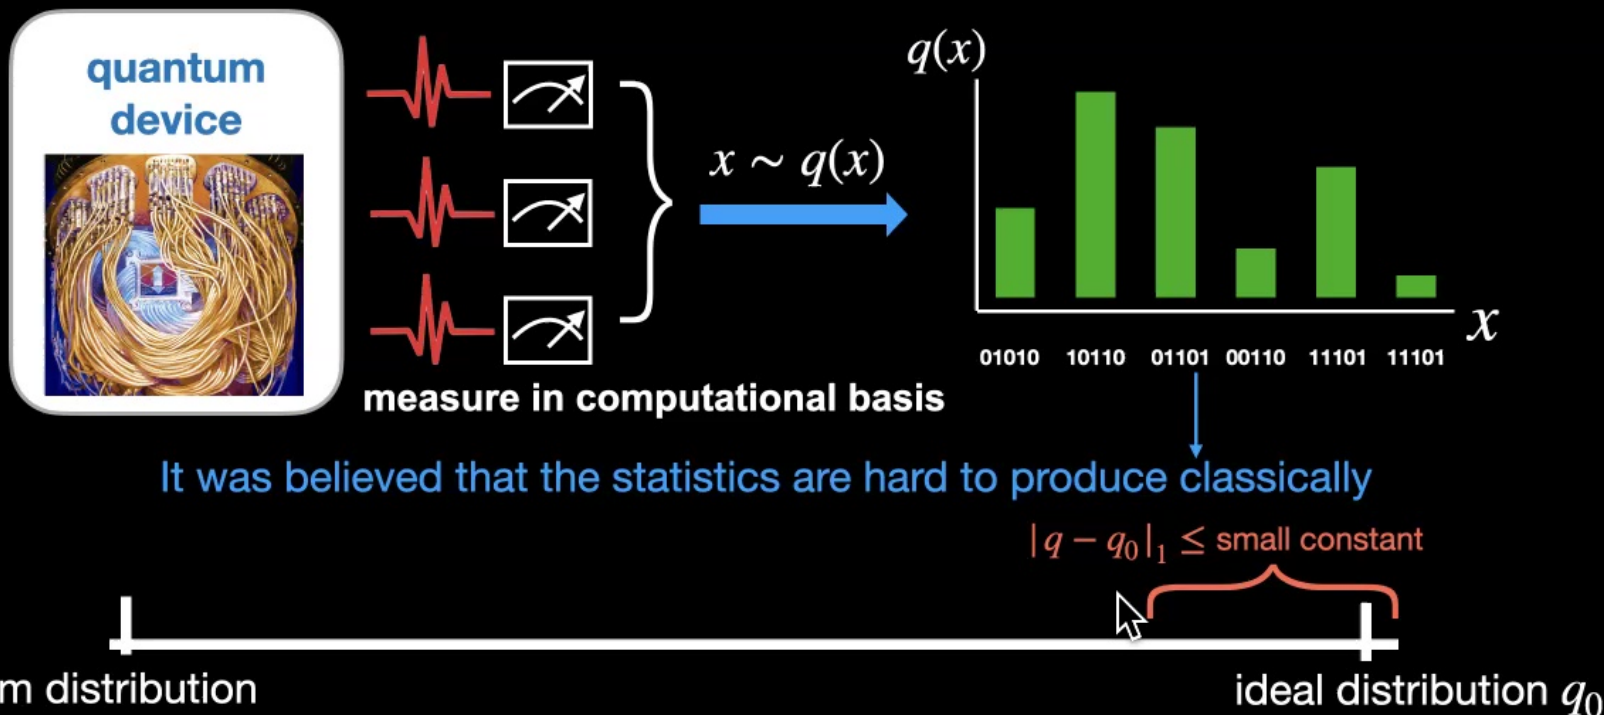 quantum
device
x ~ q(x)
q(x)
x
01010 10110 01101 00110 11101 11101
measure in computational basis
It was believed that the statistics are hard to produce classically
|q − q₀|₁ ≤ small constant
m distribution
ideal distribution q₀